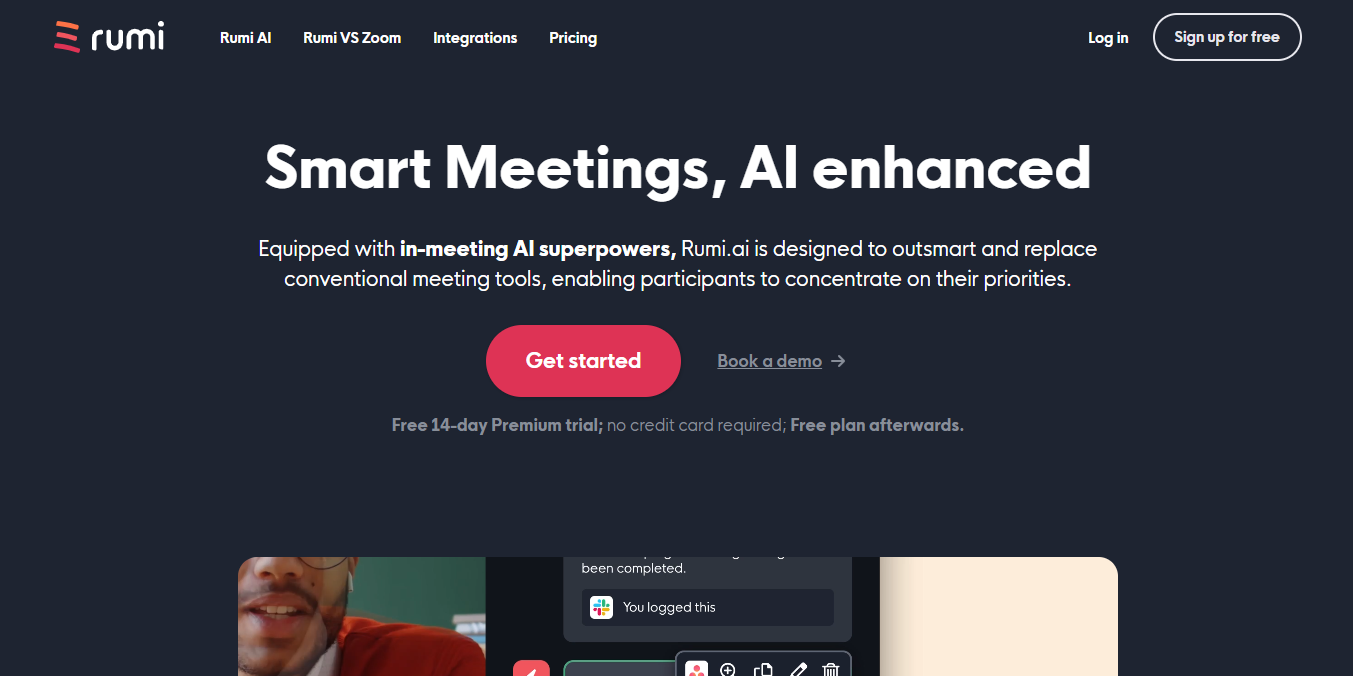 rumi
Rumi AI
Rumi VS Zoom
Integrations
Pricing
Log in
Sign up for free
Smart Meetings, AI enhanced
Equipped with in-meeting AI superpowers, Rumi.ai is designed to outsmart and replace
conventional meeting tools, enabling participants to concentrate on their priorities.
Get started
Book a demo →
Free 14-day Premium trial; no credit card required; Free plan afterwards.
been completed.
You logged this